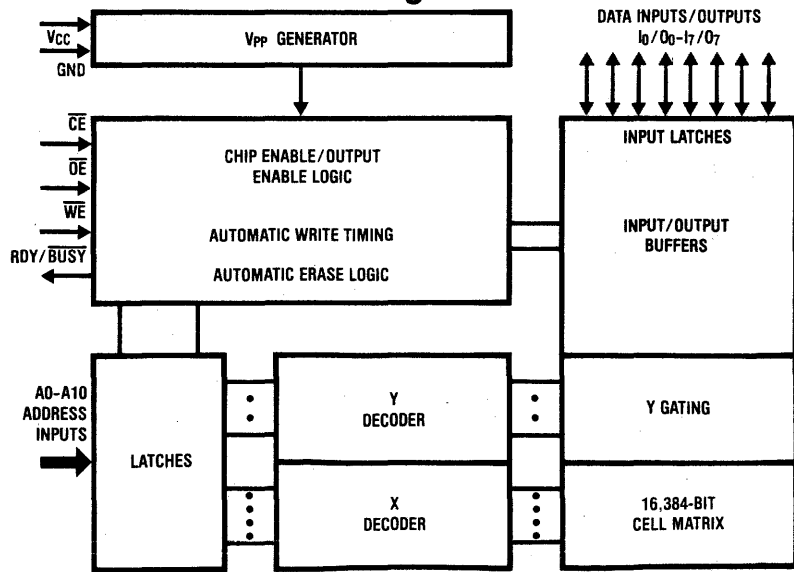 VCC
GND
VPP GENERATOR
DATA INPUTS/OUTPUTS
I0/O0-I7/O7
CE
OE
WE
RDY/BUSY
CHIP ENABLE/OUTPUT
ENABLE LOGIC
AUTOMATIC WRITE TIMING
AUTOMATIC ERASE LOGIC
INPUT LATCHES
INPUT/OUTPUT
BUFFERS
A0-A10
ADDRESS
INPUTS
LATCHES
Y
DECODER
Y GATING
X
DECODER
16,384-BIT
CELL MATRIX